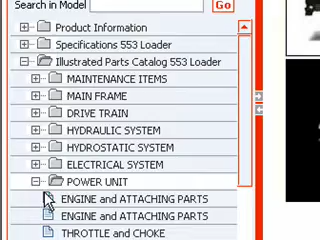 Search in Model
Go
Product Information
Specifications 553 Loader
Illustrated Parts Catalog 553 Loader
MAINTENANCE ITEMS
MAIN FRAME
DRIVE TRAIN
HYDRAULIC SYSTEM
HYDROSTATIC SYSTEM
ELECTRICAL SYSTEM
POWER UNIT
ENGINE and ATTACHING PARTS
ENGINE and ATTACHING PARTS
THROTTLE and CHOKE